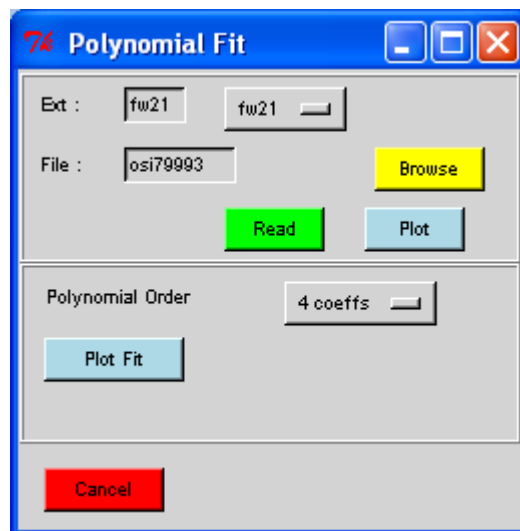 Polynomial Fit
Ext : fw21 fw21
File : osi79993 Browse
Read Plot
Polynomial Order 4 coeffs
Plot Fit
Cancel